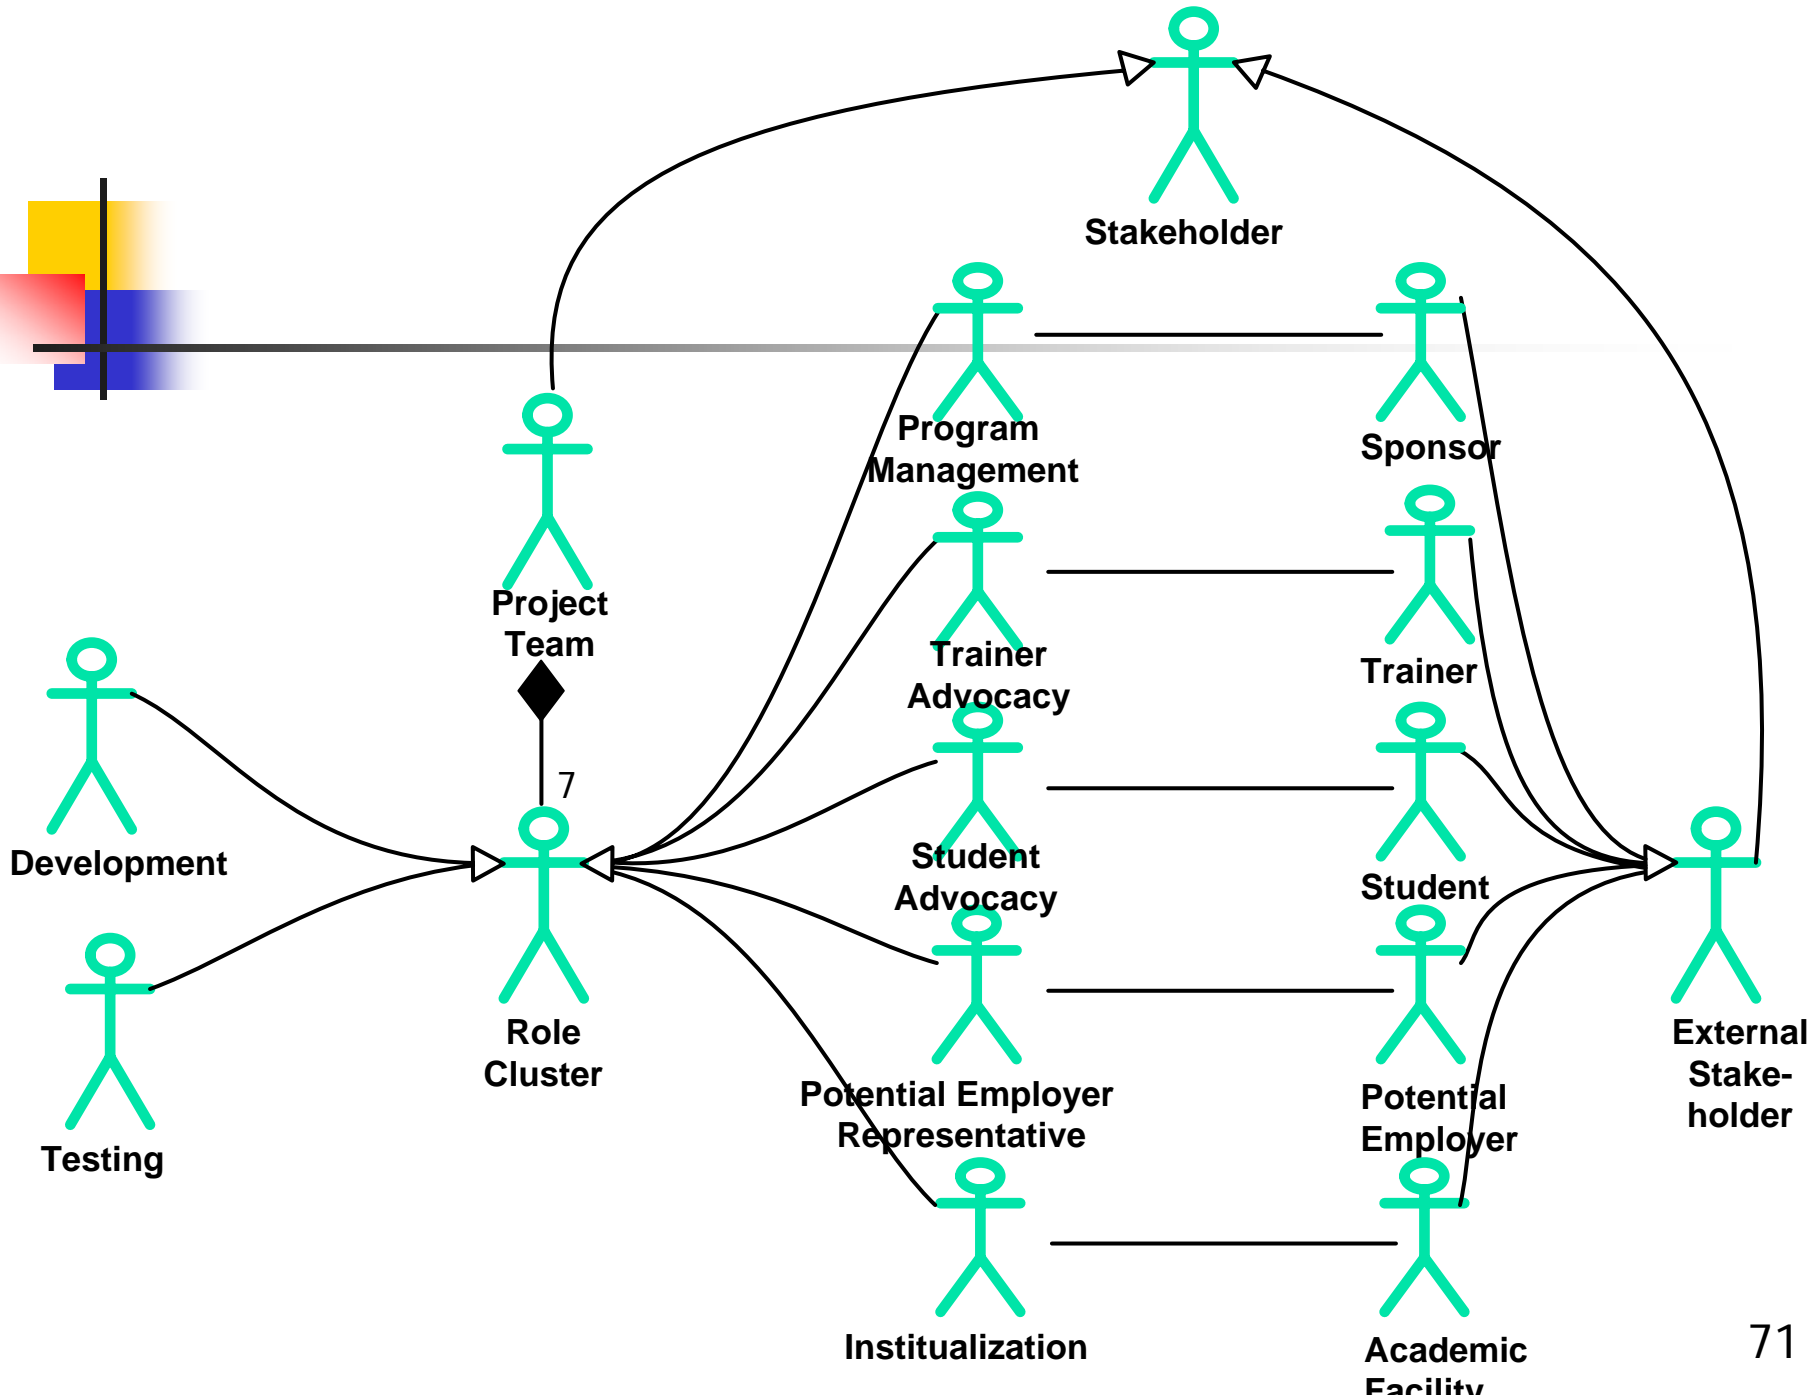 Stakeholder
Program
Management
Sponsor
Project
Team
Trainer
Advocacy
Trainer
7
Development
Student
Advocacy
Student
Role
Cluster
External
Stake-
holder
Potential Employer
Representative
Potential
Employer
Testing
Institualization
Academic
Facility
71